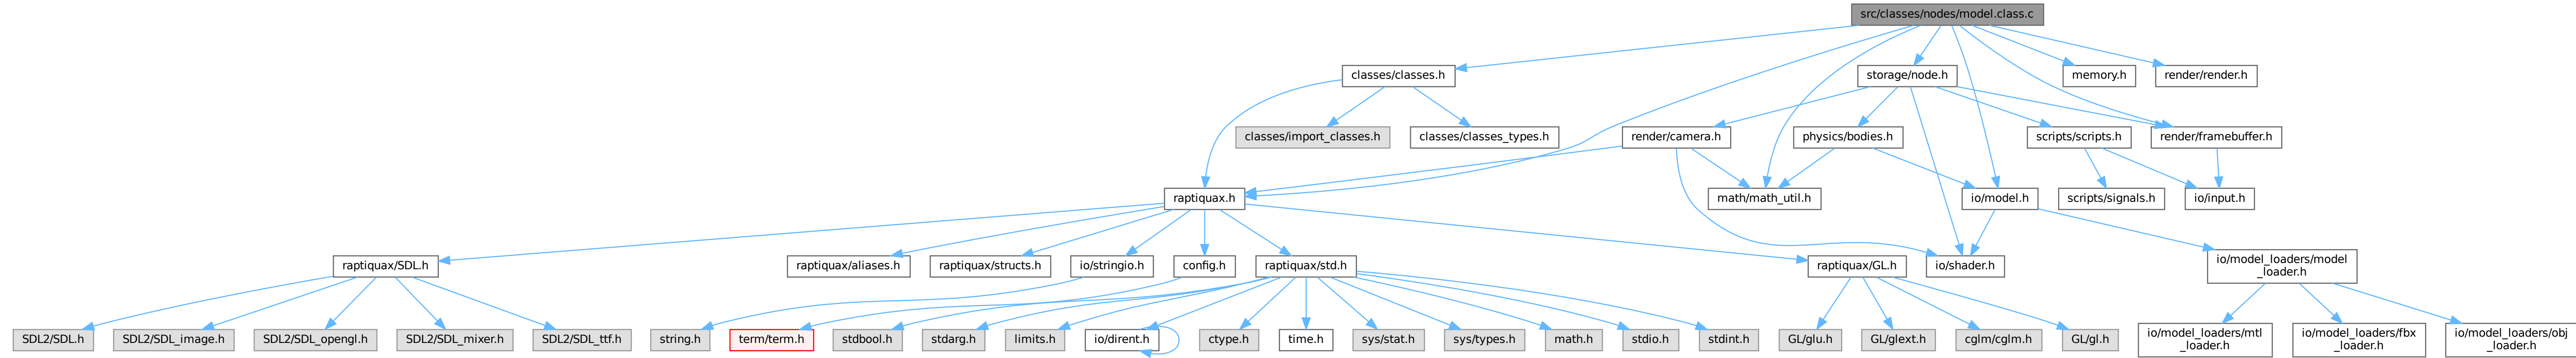 src/classes/nodes/model.class.c
classes/classes.h
storage/node.h
memory.h
render/render.h
classes/import_classes.h
classes/classes_types.h
render/camera.h
physics/bodies.h
scripts/scripts.h
render/framebuffer.h
raptiquax.h
math/math_util.h
io/model.h
scripts/signals.h
io/input.h
raptiquax/SDL.h
raptiquax/aliases.h
raptiquax/structs.h
io/stringio.h
config.h
raptiquax/std.h
raptiquax/GL.h
io/shader.h
io/model_loaders/model
_loader.h
SDL2/SDL.h
SDL2/SDL_image.h
SDL2/SDL_opengl.h
SDL2/SDL_mixer.h
SDL2/SDL_ttf.h
string.h
term/term.h
stdbool.h
stdarg.h
limits.h
io/dirent.h
ctype.h
time.h
sys/stat.h
sys/types.h
math.h
stdio.h
stdint.h
GL/glu.h
GL/glext.h
cglm/cglm.h
GL/gl.h
io/model_loaders/mtl
_loader.h
io/model_loaders/fbx
_loader.h
io/model_loaders/obj
_loader.h